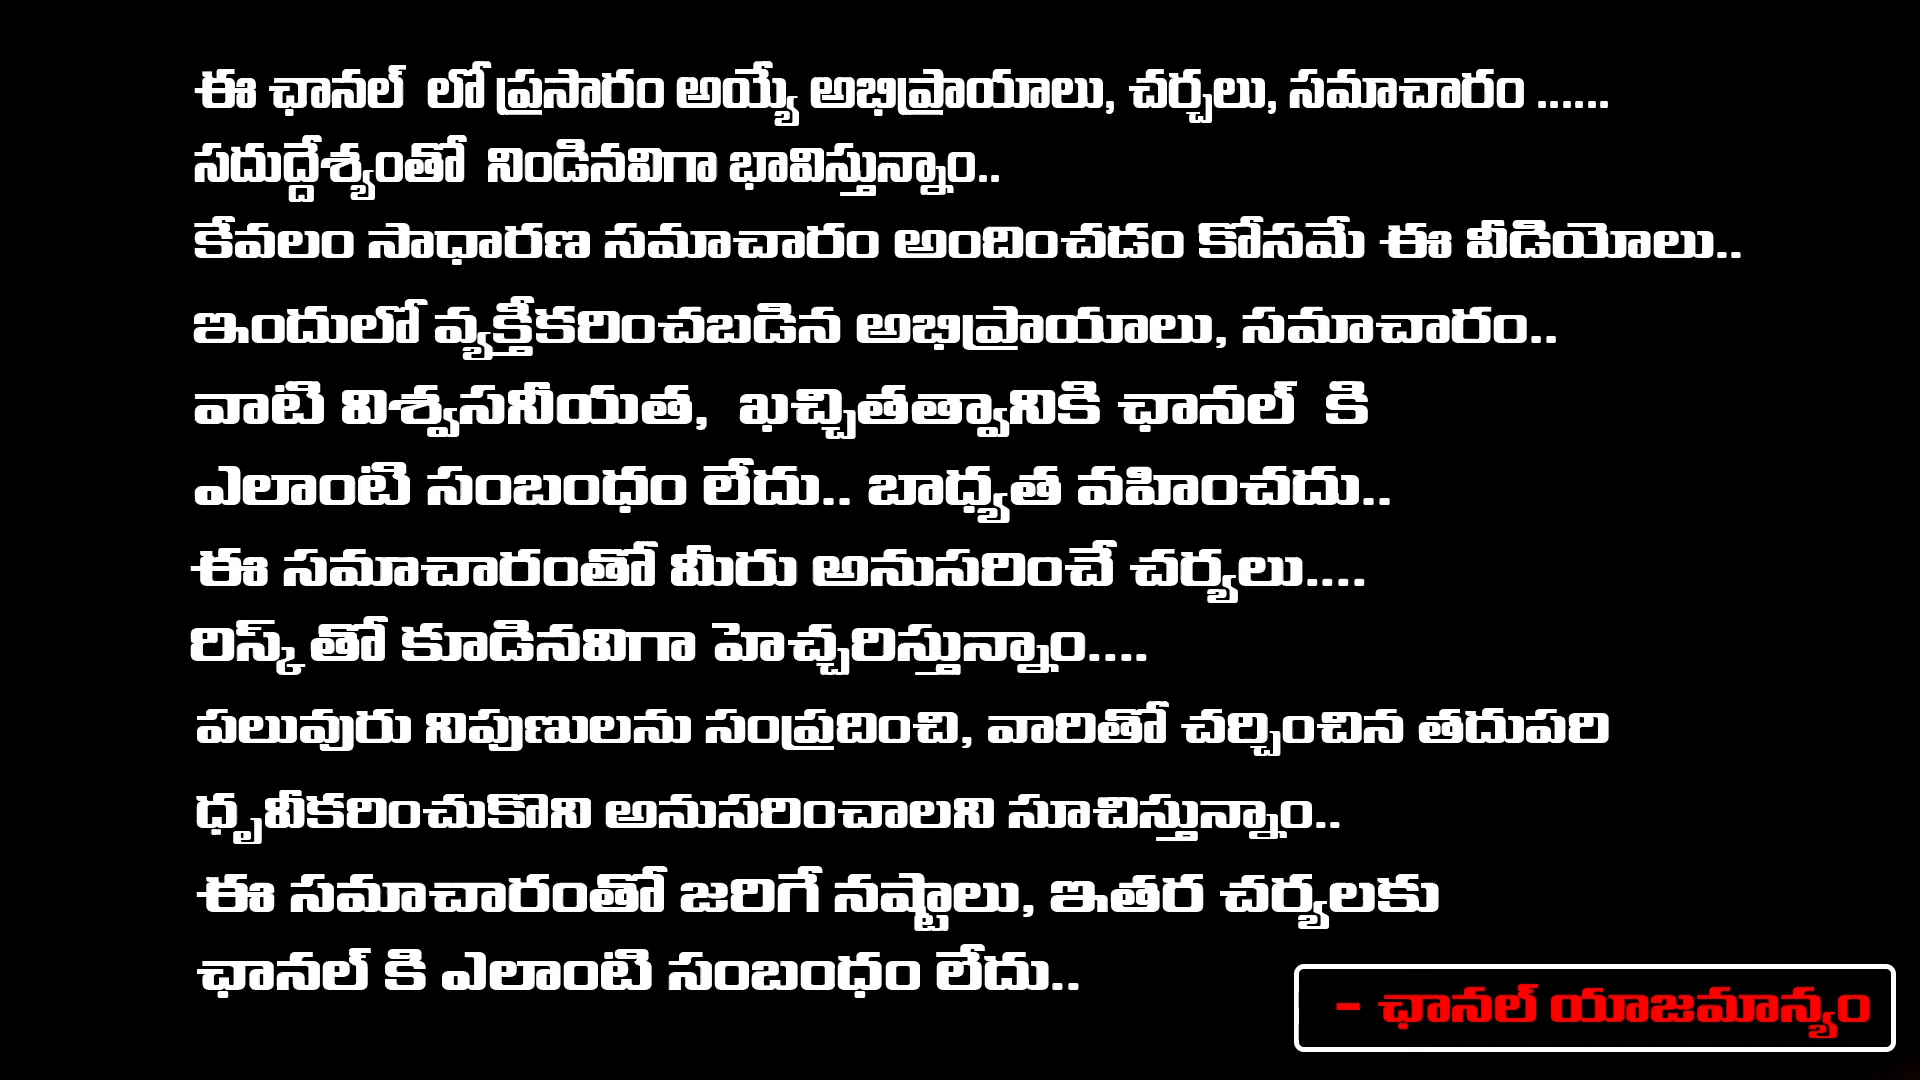 ఈ ఛానల్ లో ప్రసారం అయ్యే అభిప్రాయాలు, చర్చలు, సమాచారం ......
సదుద్దేశ్యంతో నిండినవిగా భావిస్తున్నాం..
కేవలం సాధారణ సమాచారం అందించడం కోసమే ఈ వీడియోలు..
ఇందులో వ్యక్తీకరించబడిన అభిప్రాయాలు, సమాచారం..
వాటి విశ్వసనీయత, ఖచ్చితత్వానికి ఛానల్ కి
ఎలాంటి సంబంధం లేదు.. బాధ్యత వహించదు..
ఈ సమాచారంతో మీరు అనుసరించే చర్యలు....
రిస్క్ తో కూడినవిగా హెచ్చరిస్తున్నాం....
పలువురు నిపుణులను సంప్రదించి, వారితో చర్చించిన తదుపరి
ధృవీకరించుకొని అనుసరించాలని సూచిస్తున్నాం..
ఈ సమాచారంతో జరిగే నష్టాలు, ఇతర చర్యలకు
ఛానల్ కి ఎలాంటి సంబంధం లేదు..
- ఛానల్ యాజమాన్యం